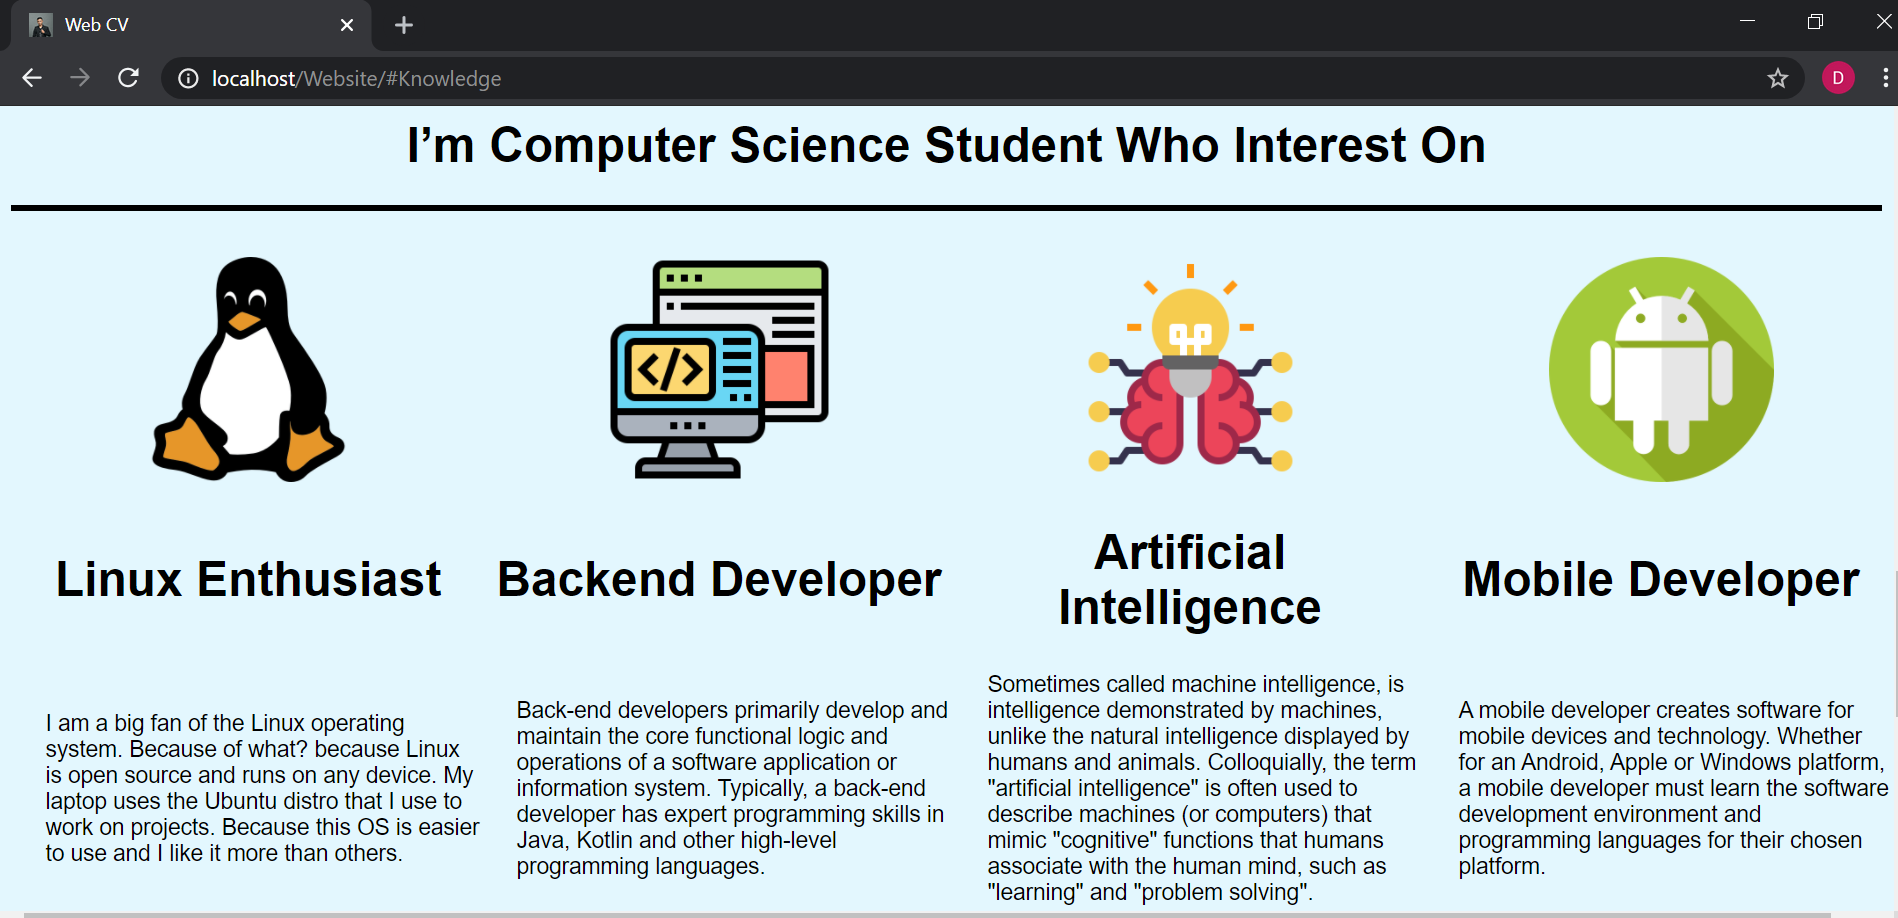 Web CV
localhost/Website/#Knowledge
D
I’m Computer Science Student Who Interest On
</>
Linux Enthusiast
I am a big fan of the Linux operating
system. Because of what? because Linux
is open source and runs on any device. My
laptop uses the Ubuntu distro that I use to
work on projects. Because this OS is easier
to use and I like it more than others.
Backend Developer
Back-end developers primarily develop and
maintain the core functional logic and
operations of a software application or
information system. Typically, a back-end
developer has expert programming skills in
Java, Kotlin and other high-level
programming languages.
Artificial
Intelligence
Sometimes called machine intelligence, is
intelligence demonstrated by machines,
unlike the natural intelligence displayed by
humans and animals. Colloquially, the term
"artificial intelligence" is often used to
describe machines (or computers) that
mimic "cognitive" functions that humans
associate with the human mind, such as
"learning" and "problem solving".
Mobile Developer
A mobile developer creates software for
mobile devices and technology. Whether
for an Android, Apple or Windows platform,
a mobile developer must learn the software
development environment and
programming languages for their chosen
platform.